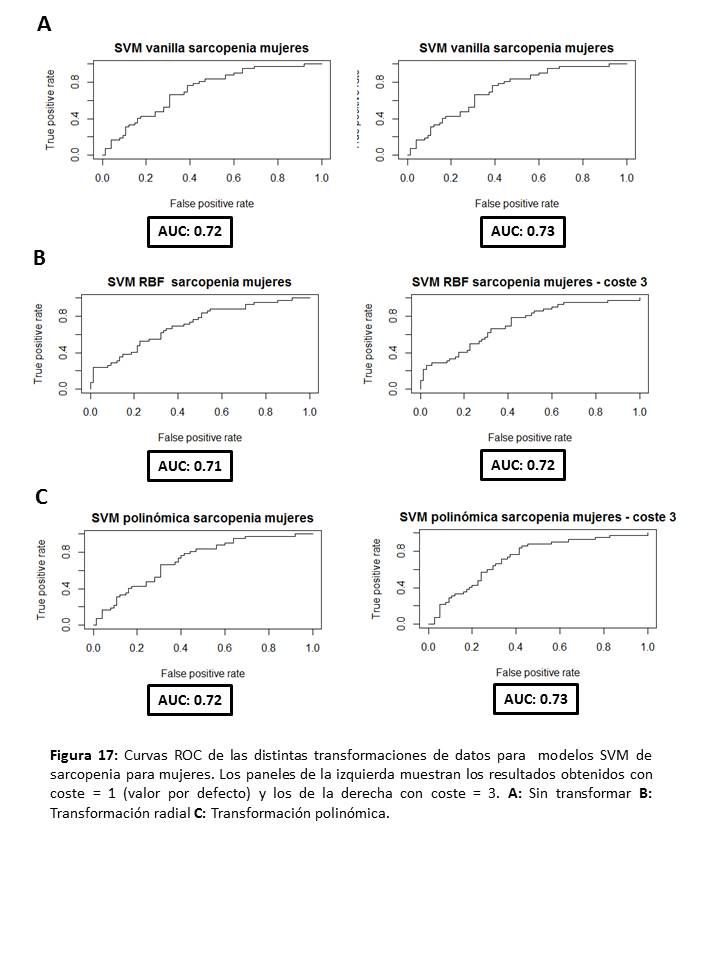 A
SVM vanilla sarcopenia mujeres
SVM vanilla sarcopenia mujeres
True positive rate
0.0 0.4 0.8
0.0 0.2 0.4 0.6 0.8 1.0
False positive rate
0.0 0.4 0.8
0.0 0.2 0.4 0.6 0.8 1.0
False positive rate
AUC: 0.72
AUC: 0.73
B
SVM RBF sarcopenia mujeres
SVM RBF sarcopenia mujeres - coste 3
True positive rate
0.0 0.4 0.8
0.0 0.2 0.4 0.6 0.8 1.0
False positive rate
True positive rate
0.0 0.4 0.8
0.0 0.2 0.4 0.6 0.8 1.0
False positive rate
AUC: 0.71
AUC: 0.72
C
SVM polinómica sarcopenia mujeres
SVM polinómica sarcopenia mujeres - coste 3
True positive rate
0.0 0.4 0.8
0.0 0.2 0.4 0.6 0.8 1.0
False positive rate
True positive rate
0.0 0.4 0.8
0.0 0.2 0.4 0.6 0.8 1.0
False positive rate
AUC: 0.72
AUC: 0.73
Figura 17: Curvas ROC de las distintas transformaciones de datos para modelos SVM de
sarcopenia para mujeres. Los paneles de la izquierda muestran los resultados obtenidos con
coste = 1 (valor por defecto) y los de la derecha con coste = 3. A: Sin transformar B:
Transformación radial C: Transformación polinómica.